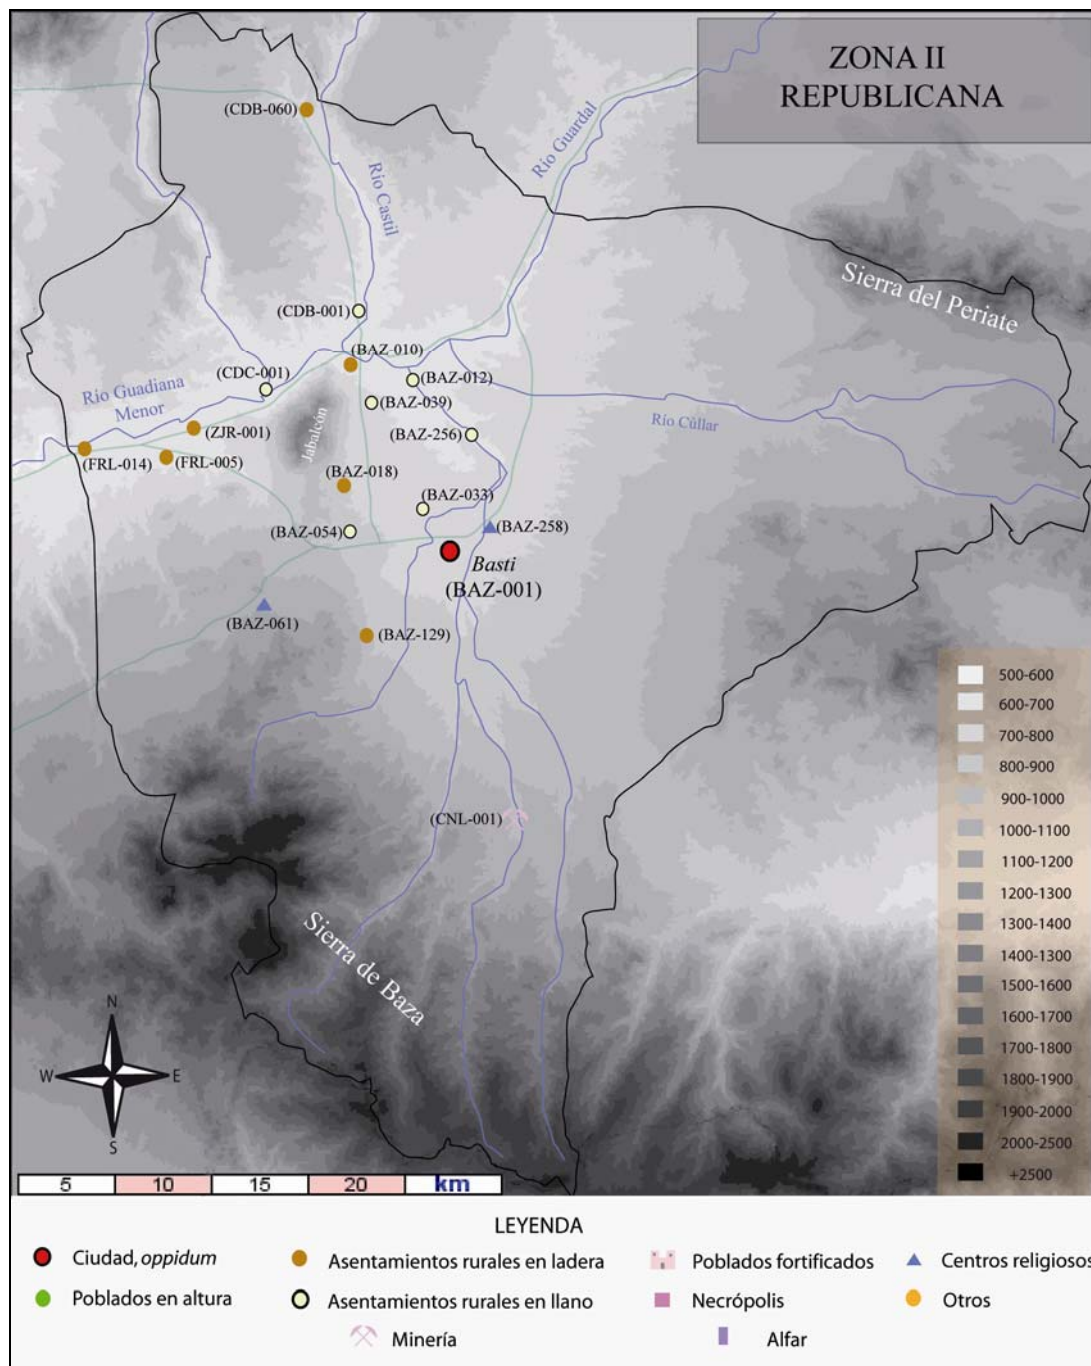 ZONA II
REPUBLICANA
(CDB-060)
Río Guardal
Río Castil
Sierra del Periate
(CDB-001)
(BAZ-010)
(CDC-001)
(BAZ-012)
Río Guadiana
Menor
(BAZ-039)
Río Cúllar
(ZJR-001)
(BAZ-256)
Jabalcón
(FRL-014)
(FRL-005)
(BAZ-018)
(BAZ-033)
(BAZ-054)
(BAZ-258)
Basti
(BAZ-001)
(BAZ-061)
(BAZ-129)
(CNL-001)
Sierra de Baza
500-600
600-700
700-800
800-900
900-1000
1000-1100
1100-1200
1200-1300
1300-1400
1400-1300
1500-1600
1600-1700
1700-1800
1800-1900
1900-2000
2000-2500
+2500
N
W E
S
5 10 15 20 km
LEYENDA
Ciudad, oppidum Asentamientos rurales en ladera Poblados fortificados Centros religiosos
Poblados en altura Asentamientos rurales en llano Necrópolis Otros
Minería Alfar